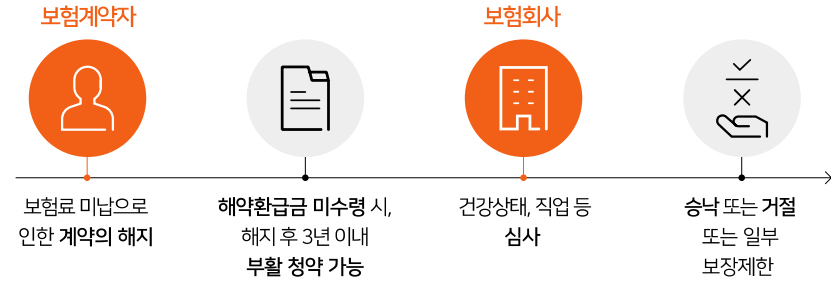 보험계약자
보험회사
보험료 미납으로
인한 계약의 해지
해약환급금 미수령 시,
해지 후 3년 이내
부활 청약 가능
건강상태, 직업 등
심사
승낙 또는 거절
또는 일부
보장제한